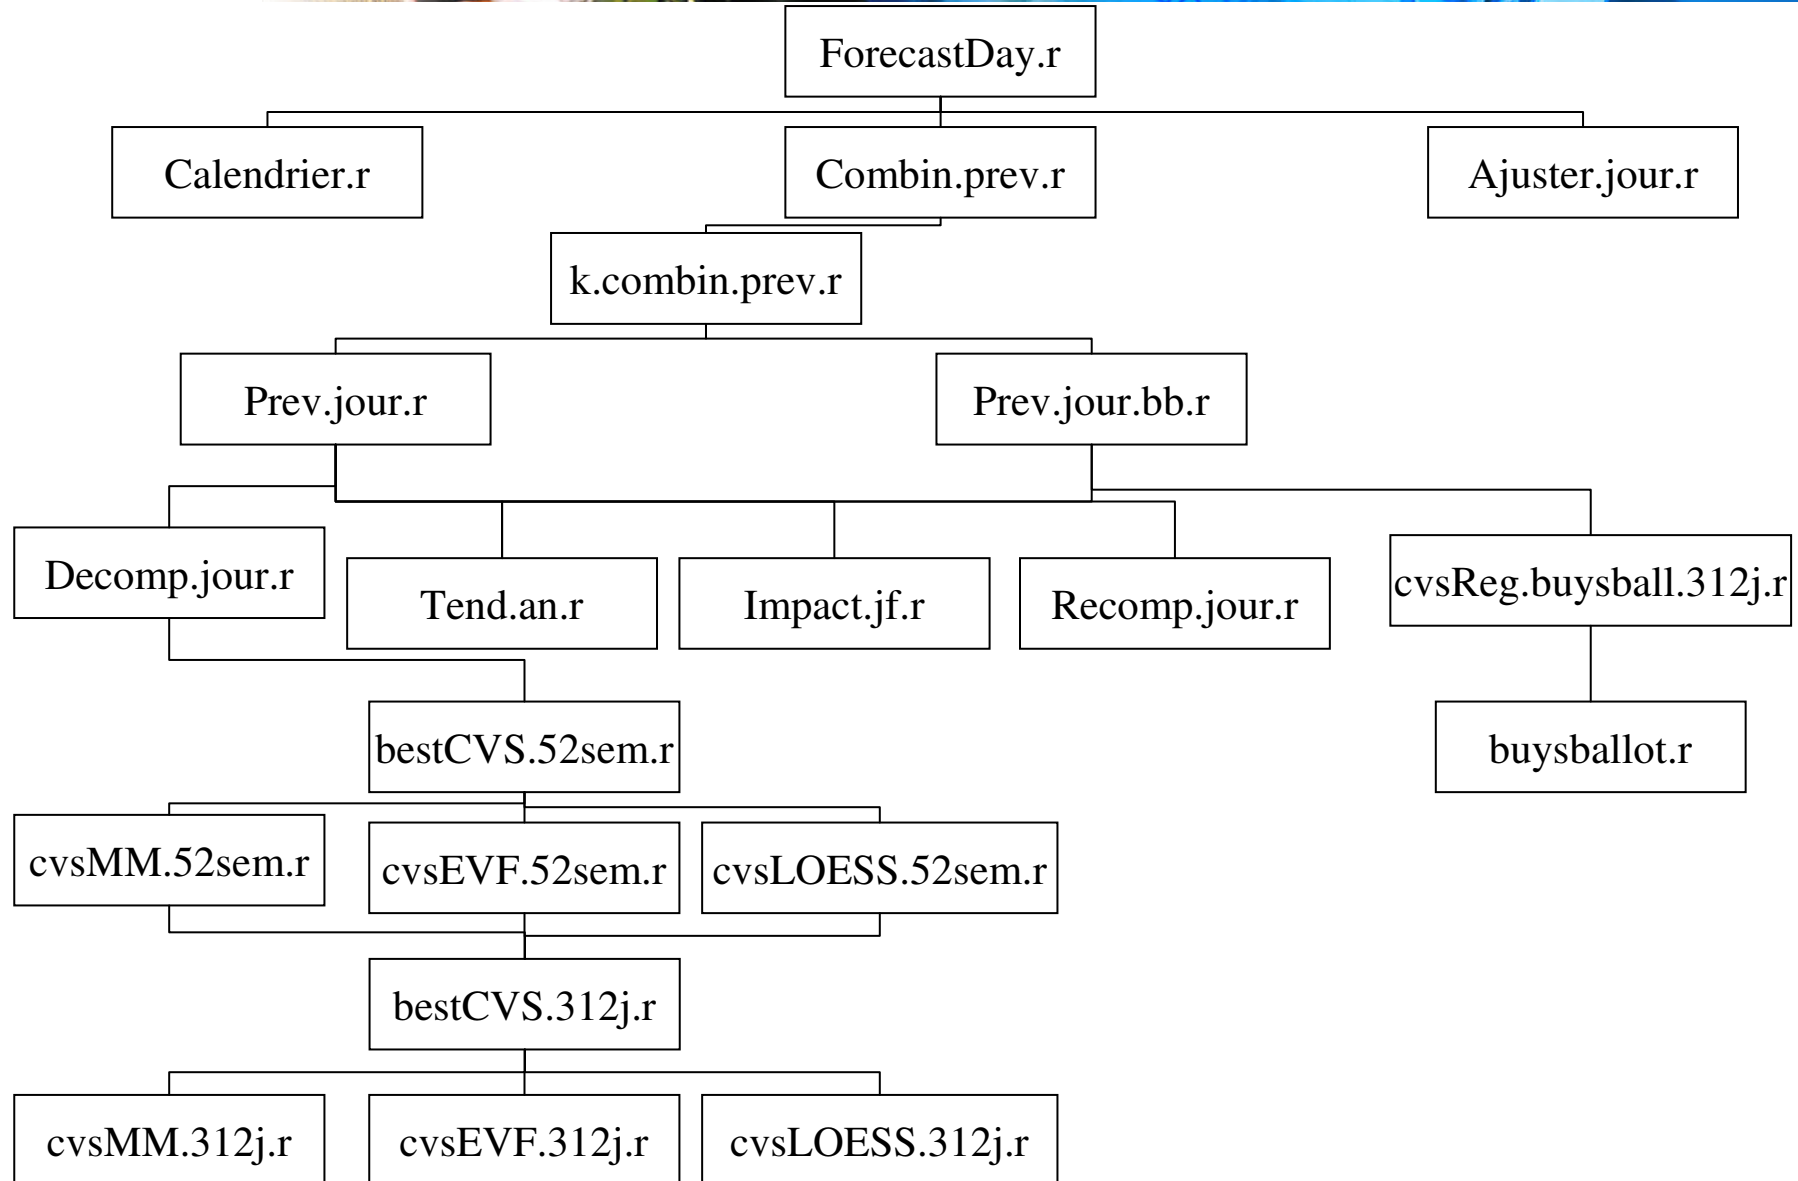 ForecastDay.r
Calendrier.r
Combin.prev.r
Ajuster.jour.r
k.combin.prev.r
Prev.jour.r
Prev.jour.bb.r
Decomp.jour.r
Tend.an.r
Impact.jf.r
Recomp.jour.r
cvsReg.buysball.312j.r
bestCVS.52sem.r
buysballot.r
cvsMM.52sem.r
cvsEVF.52sem.r
cvsLOESS.52sem.r
bestCVS.312j.r
cvsMM.312j.r
cvsEVF.312j.r
cvsLOESS.312j.r